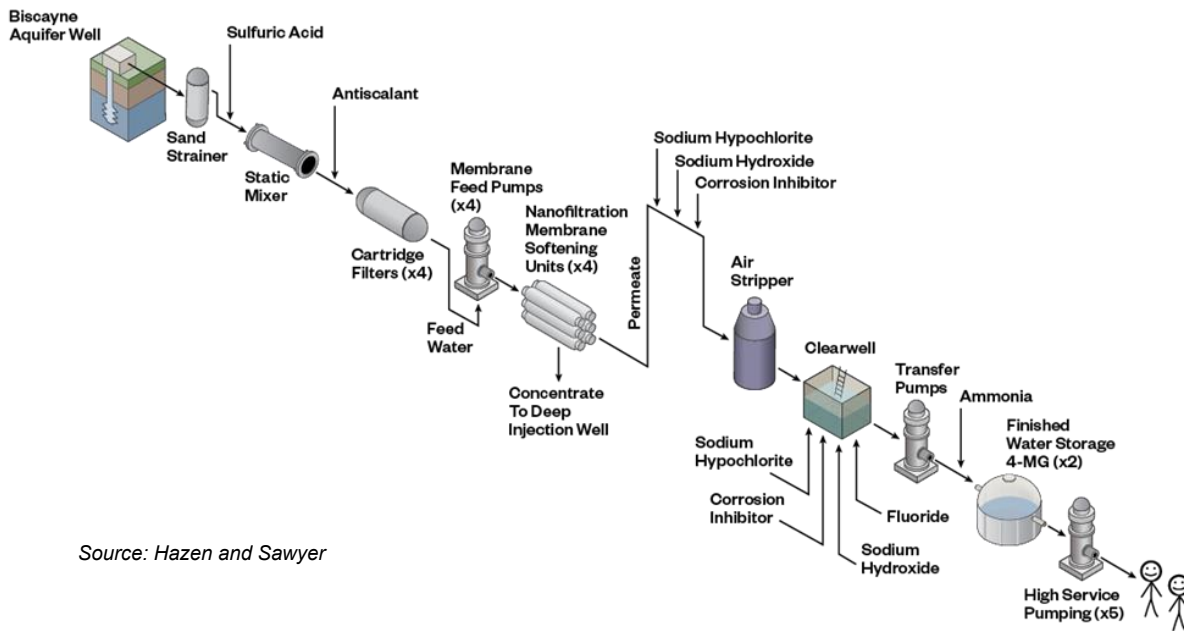 Biscayne
Aquifer Well
Sulfuric Acid
Sand
Strainer
Antiscalant
Static
Mixer
Cartridge
Filters (x4)
Membrane
Feed Pumps
(x4)
Feed
Water
Nanofiltration
Membrane
Softening
Units (x4)
Concentrate
To Deep
Injection Well
Permeate
Sodium Hypochlorite
Sodium Hydroxide
Corrosion Inhibitor
Air
Stripper
Clearwell
Sodium
Hypochlorite
Corrosion
Inhibitor
Sodium
Hydroxide
Fluoride
Transfer
Pumps
Ammonia
Finished
Water Storage
4-MG (x2)
High Service
Pumping (x5)
Source: Hazen and Sawyer